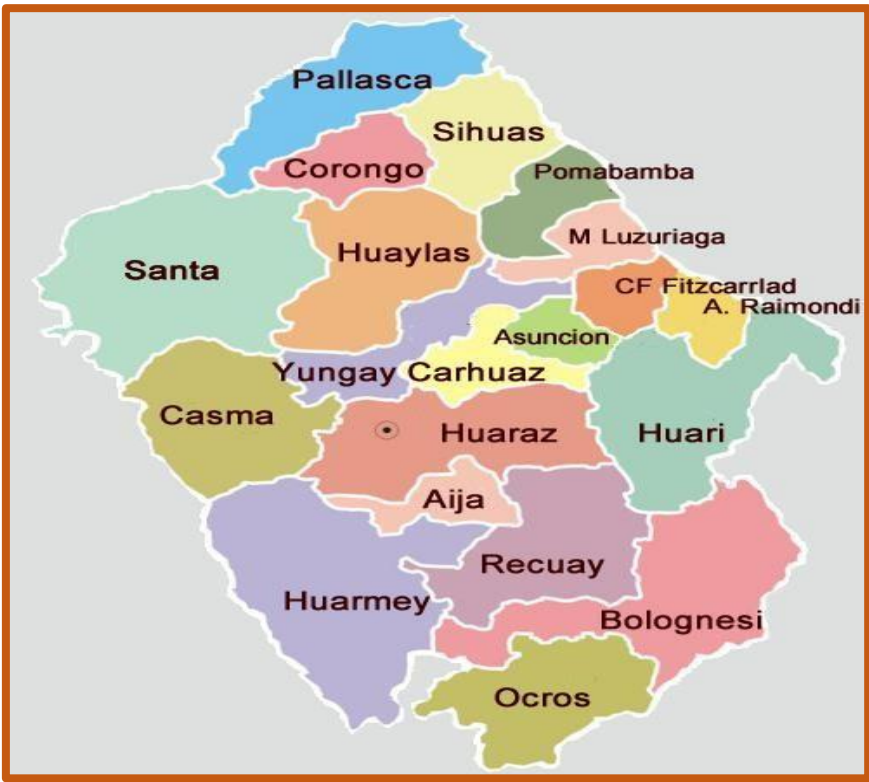 Pallasca
Sihuas
Corongo
Pomabamba
M Luzuriaga
Huaylas
Santa
CF Fitzcarrlad
A. Raimondi
Asuncion
Yungay
Carhuaz
Casma
Huaraz
Huari
Aija
Recuay
Huarmey
Bolognesi
Ocros